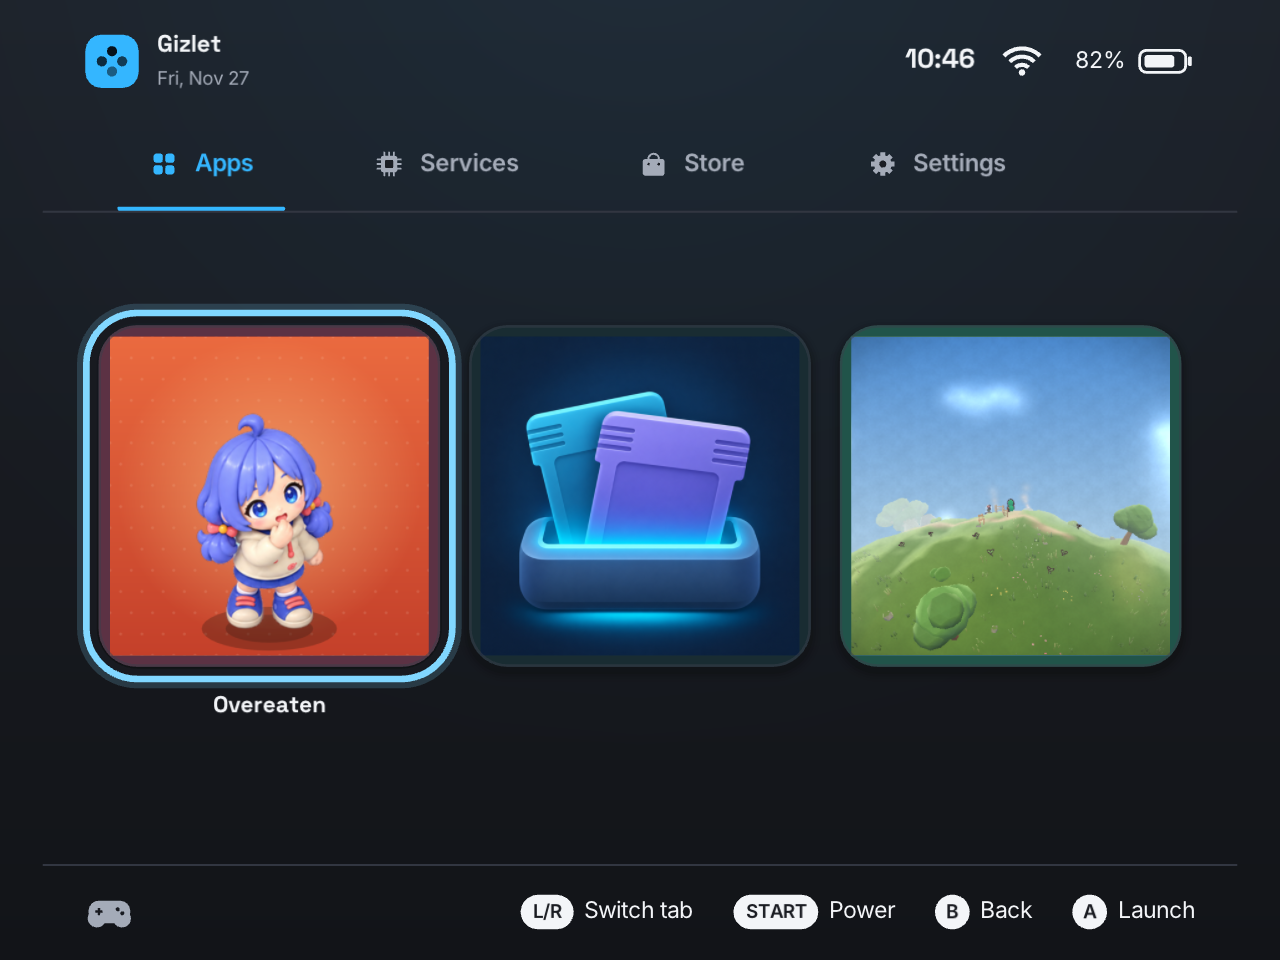 Gizlet
Fri, Nov 27
10:46
82%
Apps
Services
Store
Settings
Overeaten
L/R Switch tab
START Power
B Back
A Launch